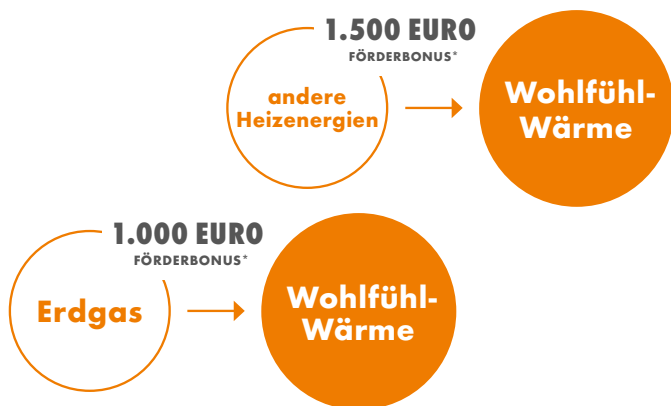 1.500 EURO
FÖRDERBONUS*
andere
Heizenergien
Wohlfühl-
Wärme
1.000 EURO
FÖRDERBONUS*
Erdgas
Wohlfühl-
Wärme